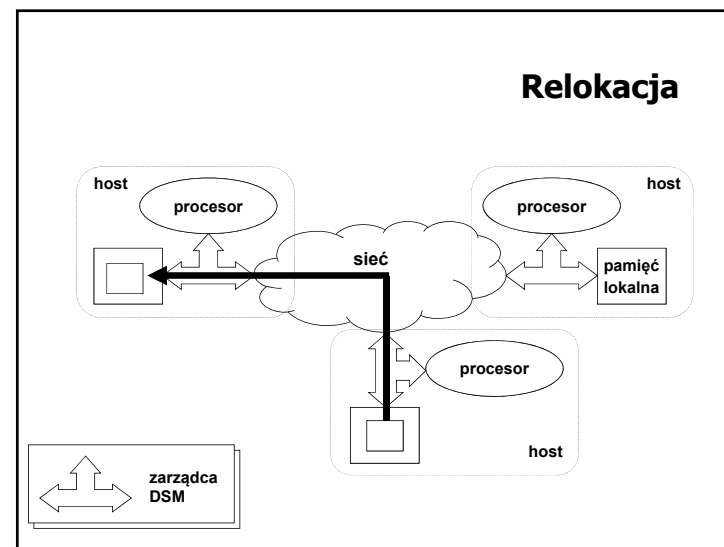 Relokacja
host
procesor
host
procesor
sieć
pamięć
lokalna
procesor
host
zarządca
DSM